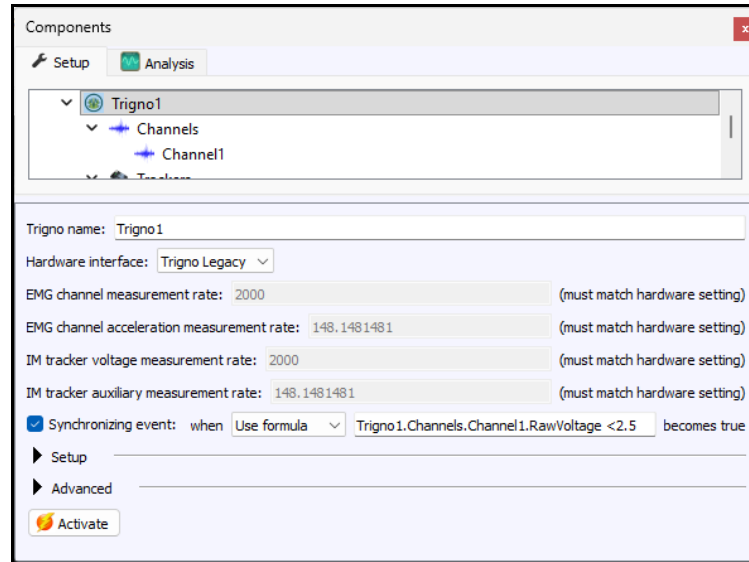 Components
x
Setup Analysis
Trigno1
Channels
Channel1
Trackers
Trigno name: Trigno1
Hardware interface: Trigno Legacy
EMG channel measurement rate: 2000 (must match hardware setting)
EMG channel acceleration measurement rate: 148.1481481 (must match hardware setting)
IM tracker voltage measurement rate: 2000 (must match hardware setting)
IM tracker auxiliary measurement rate: 148.1481481 (must match hardware setting)
Synchronizing event: when Use formula Trigno1.Channels.Channel1.RawVoltage <2.5 becomes true
Setup
Advanced
Activate